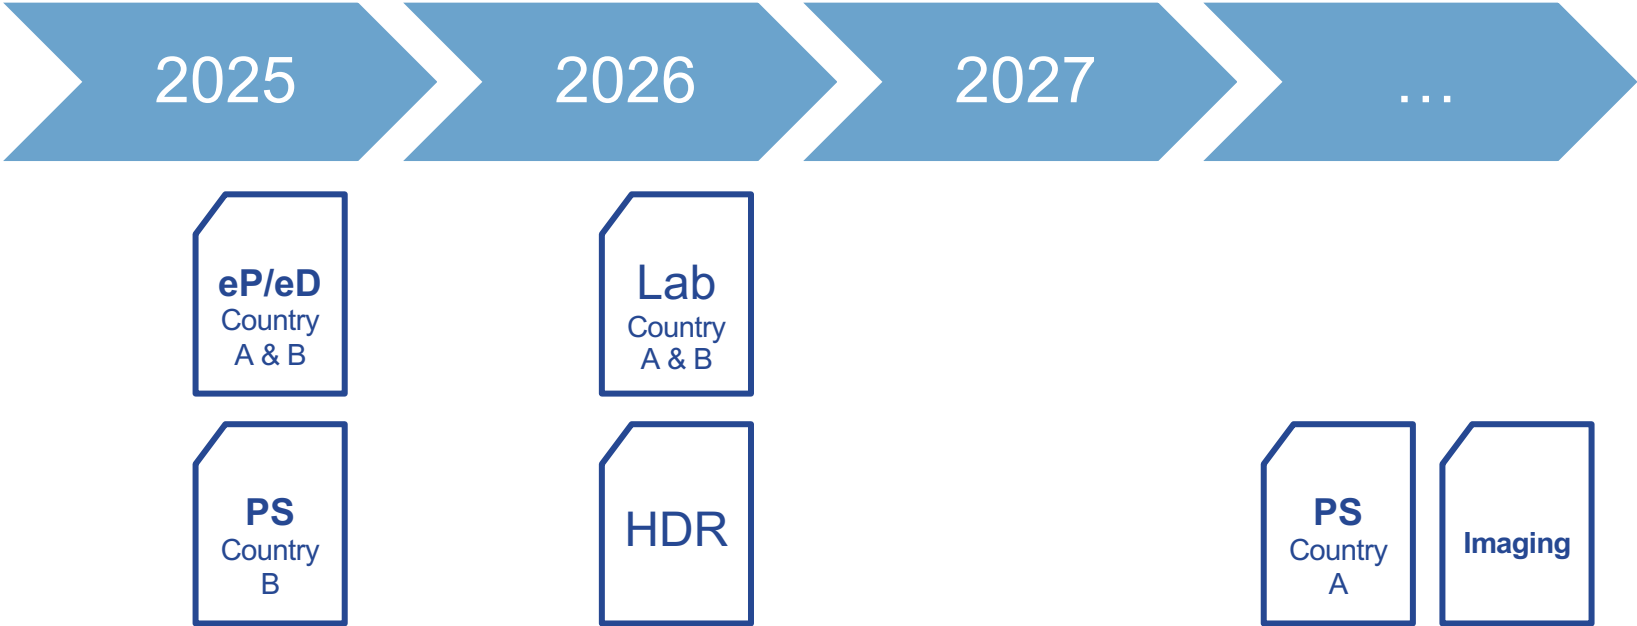 2025
2026
2027
…
eP/eD
Country
A & B
Lab
Country
A & B
PS
Country
B
HDR
PS
Country
A
Imaging